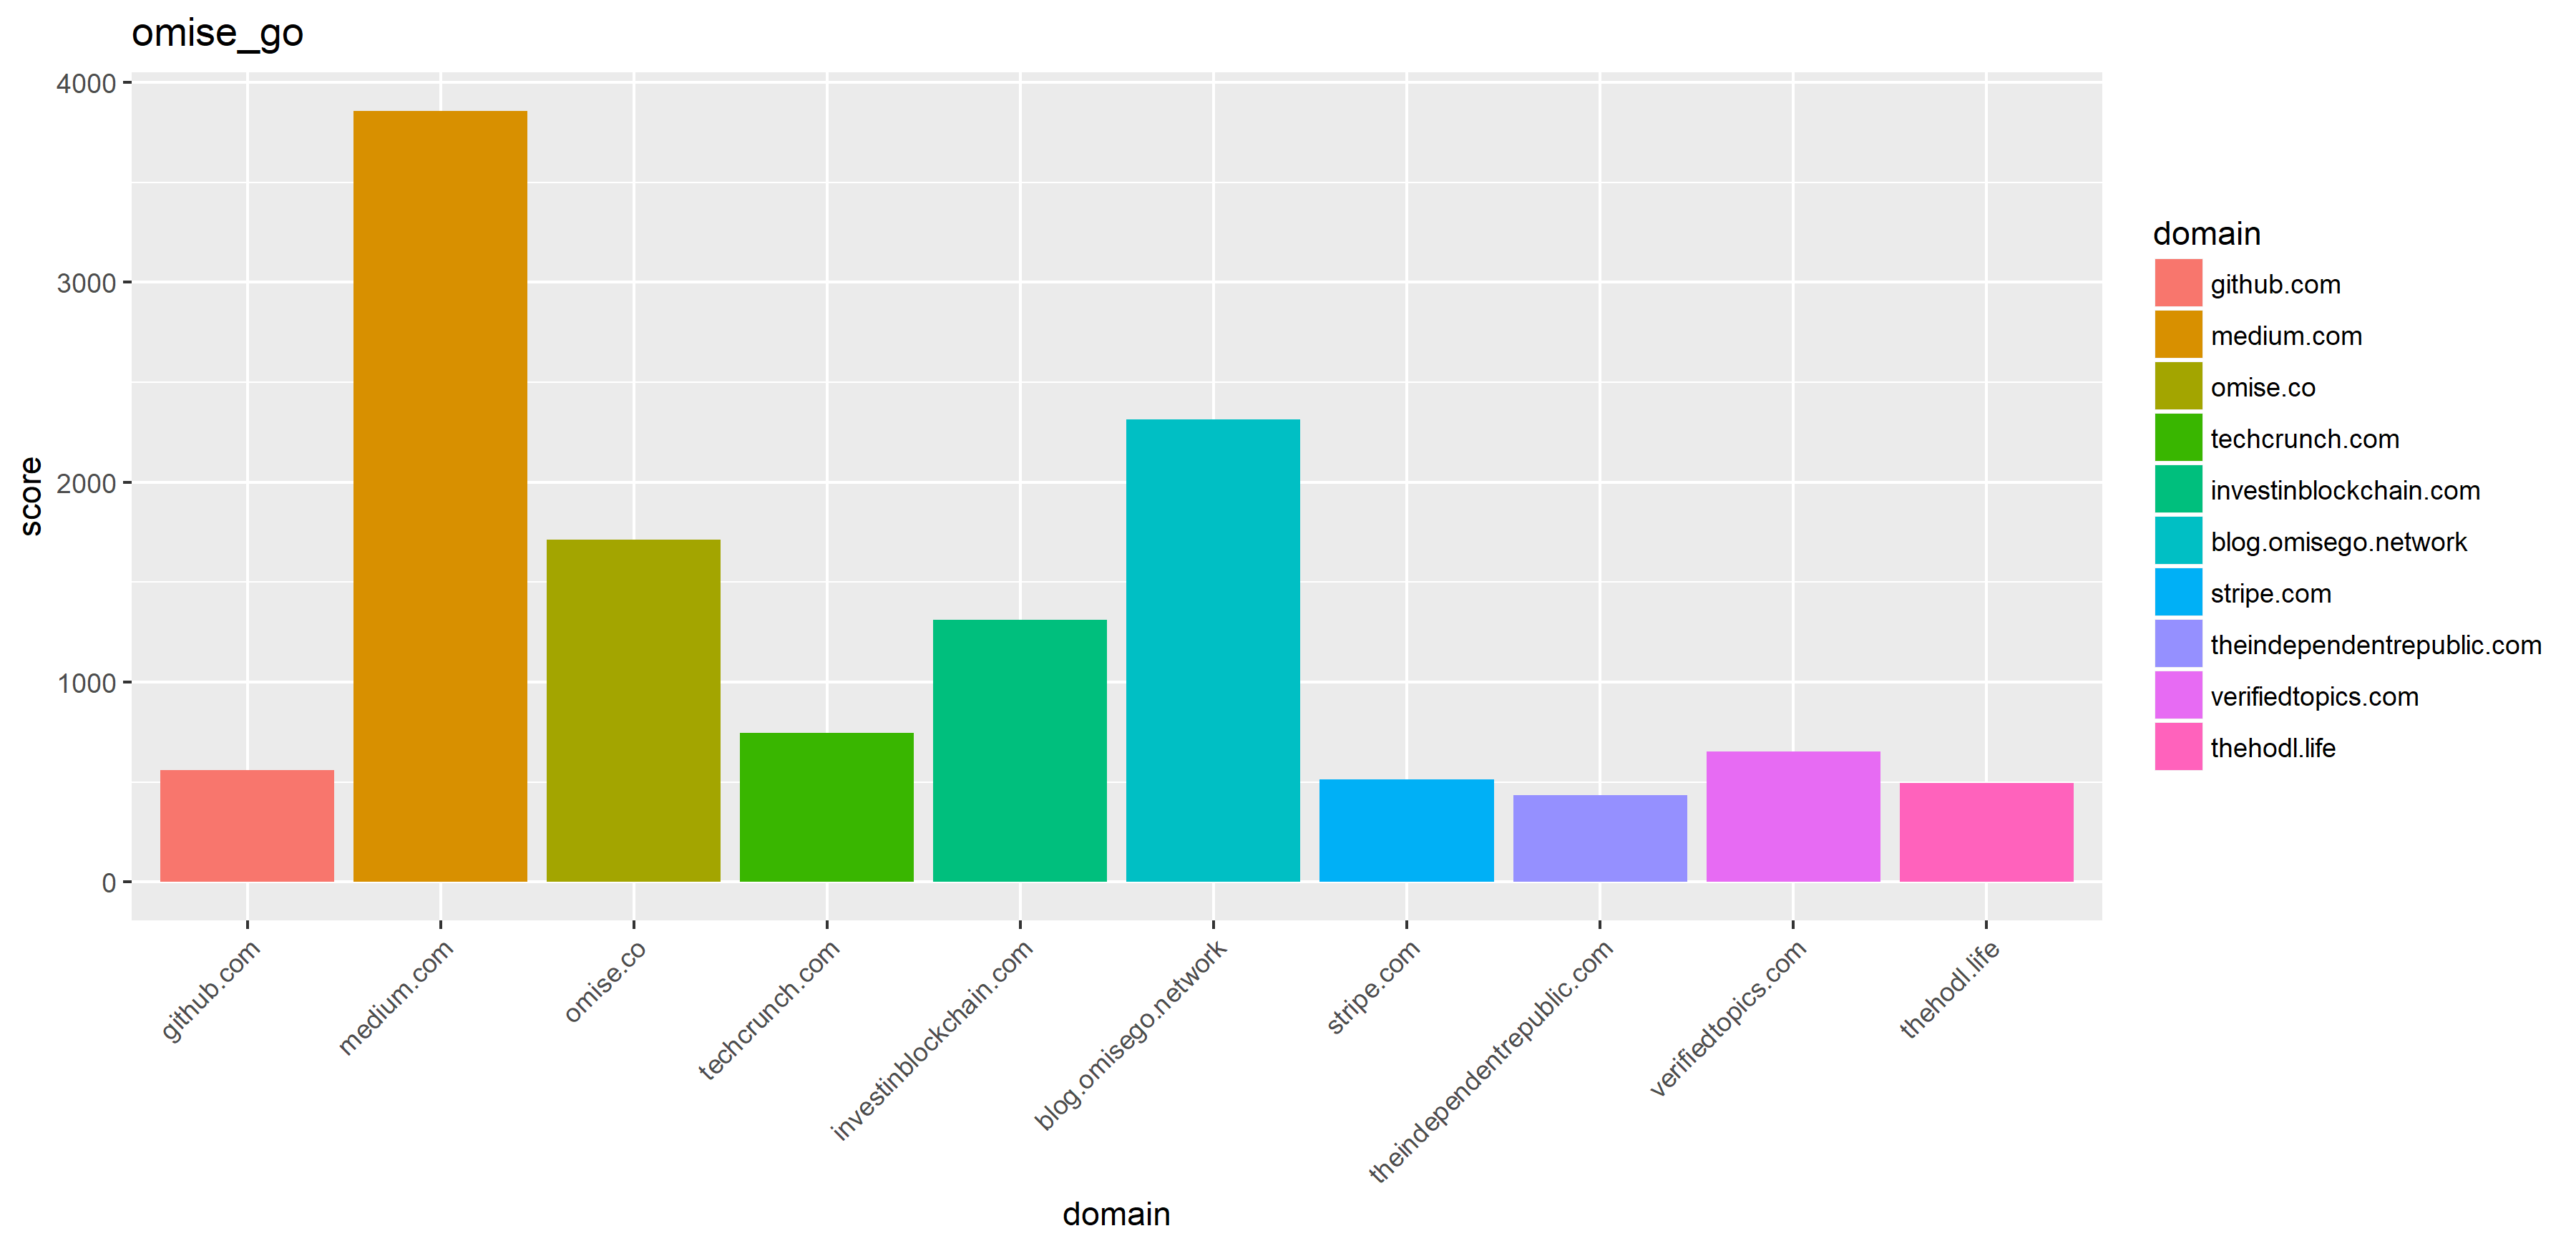 omise_go
4000
3000
2000
1000
0
score
github.com
medium.com
omise.co
techcrunch.com
investinblockchain.com
blog.omisego.network
stripe.com
theindependentrepublic.com
verifiedtopics.com
thehodl.life
domain
domain
github.com
medium.com
omise.co
techcrunch.com
investinblockchain.com
blog.omisego.network
stripe.com
theindependentrepublic.com
verifiedtopics.com
thehodl.life